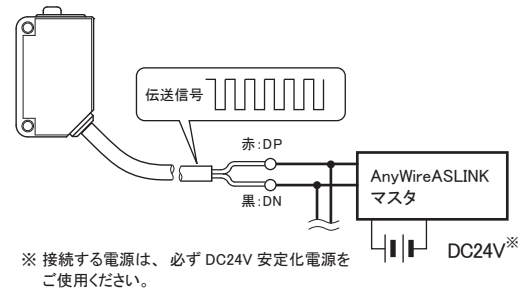 伝送信号
赤:DP
黒:DN
AnyWireASLINK
マスタ
DC24V※
※ 接続する電源は、必ず DC24V 安定化電源を
ご使用ください。